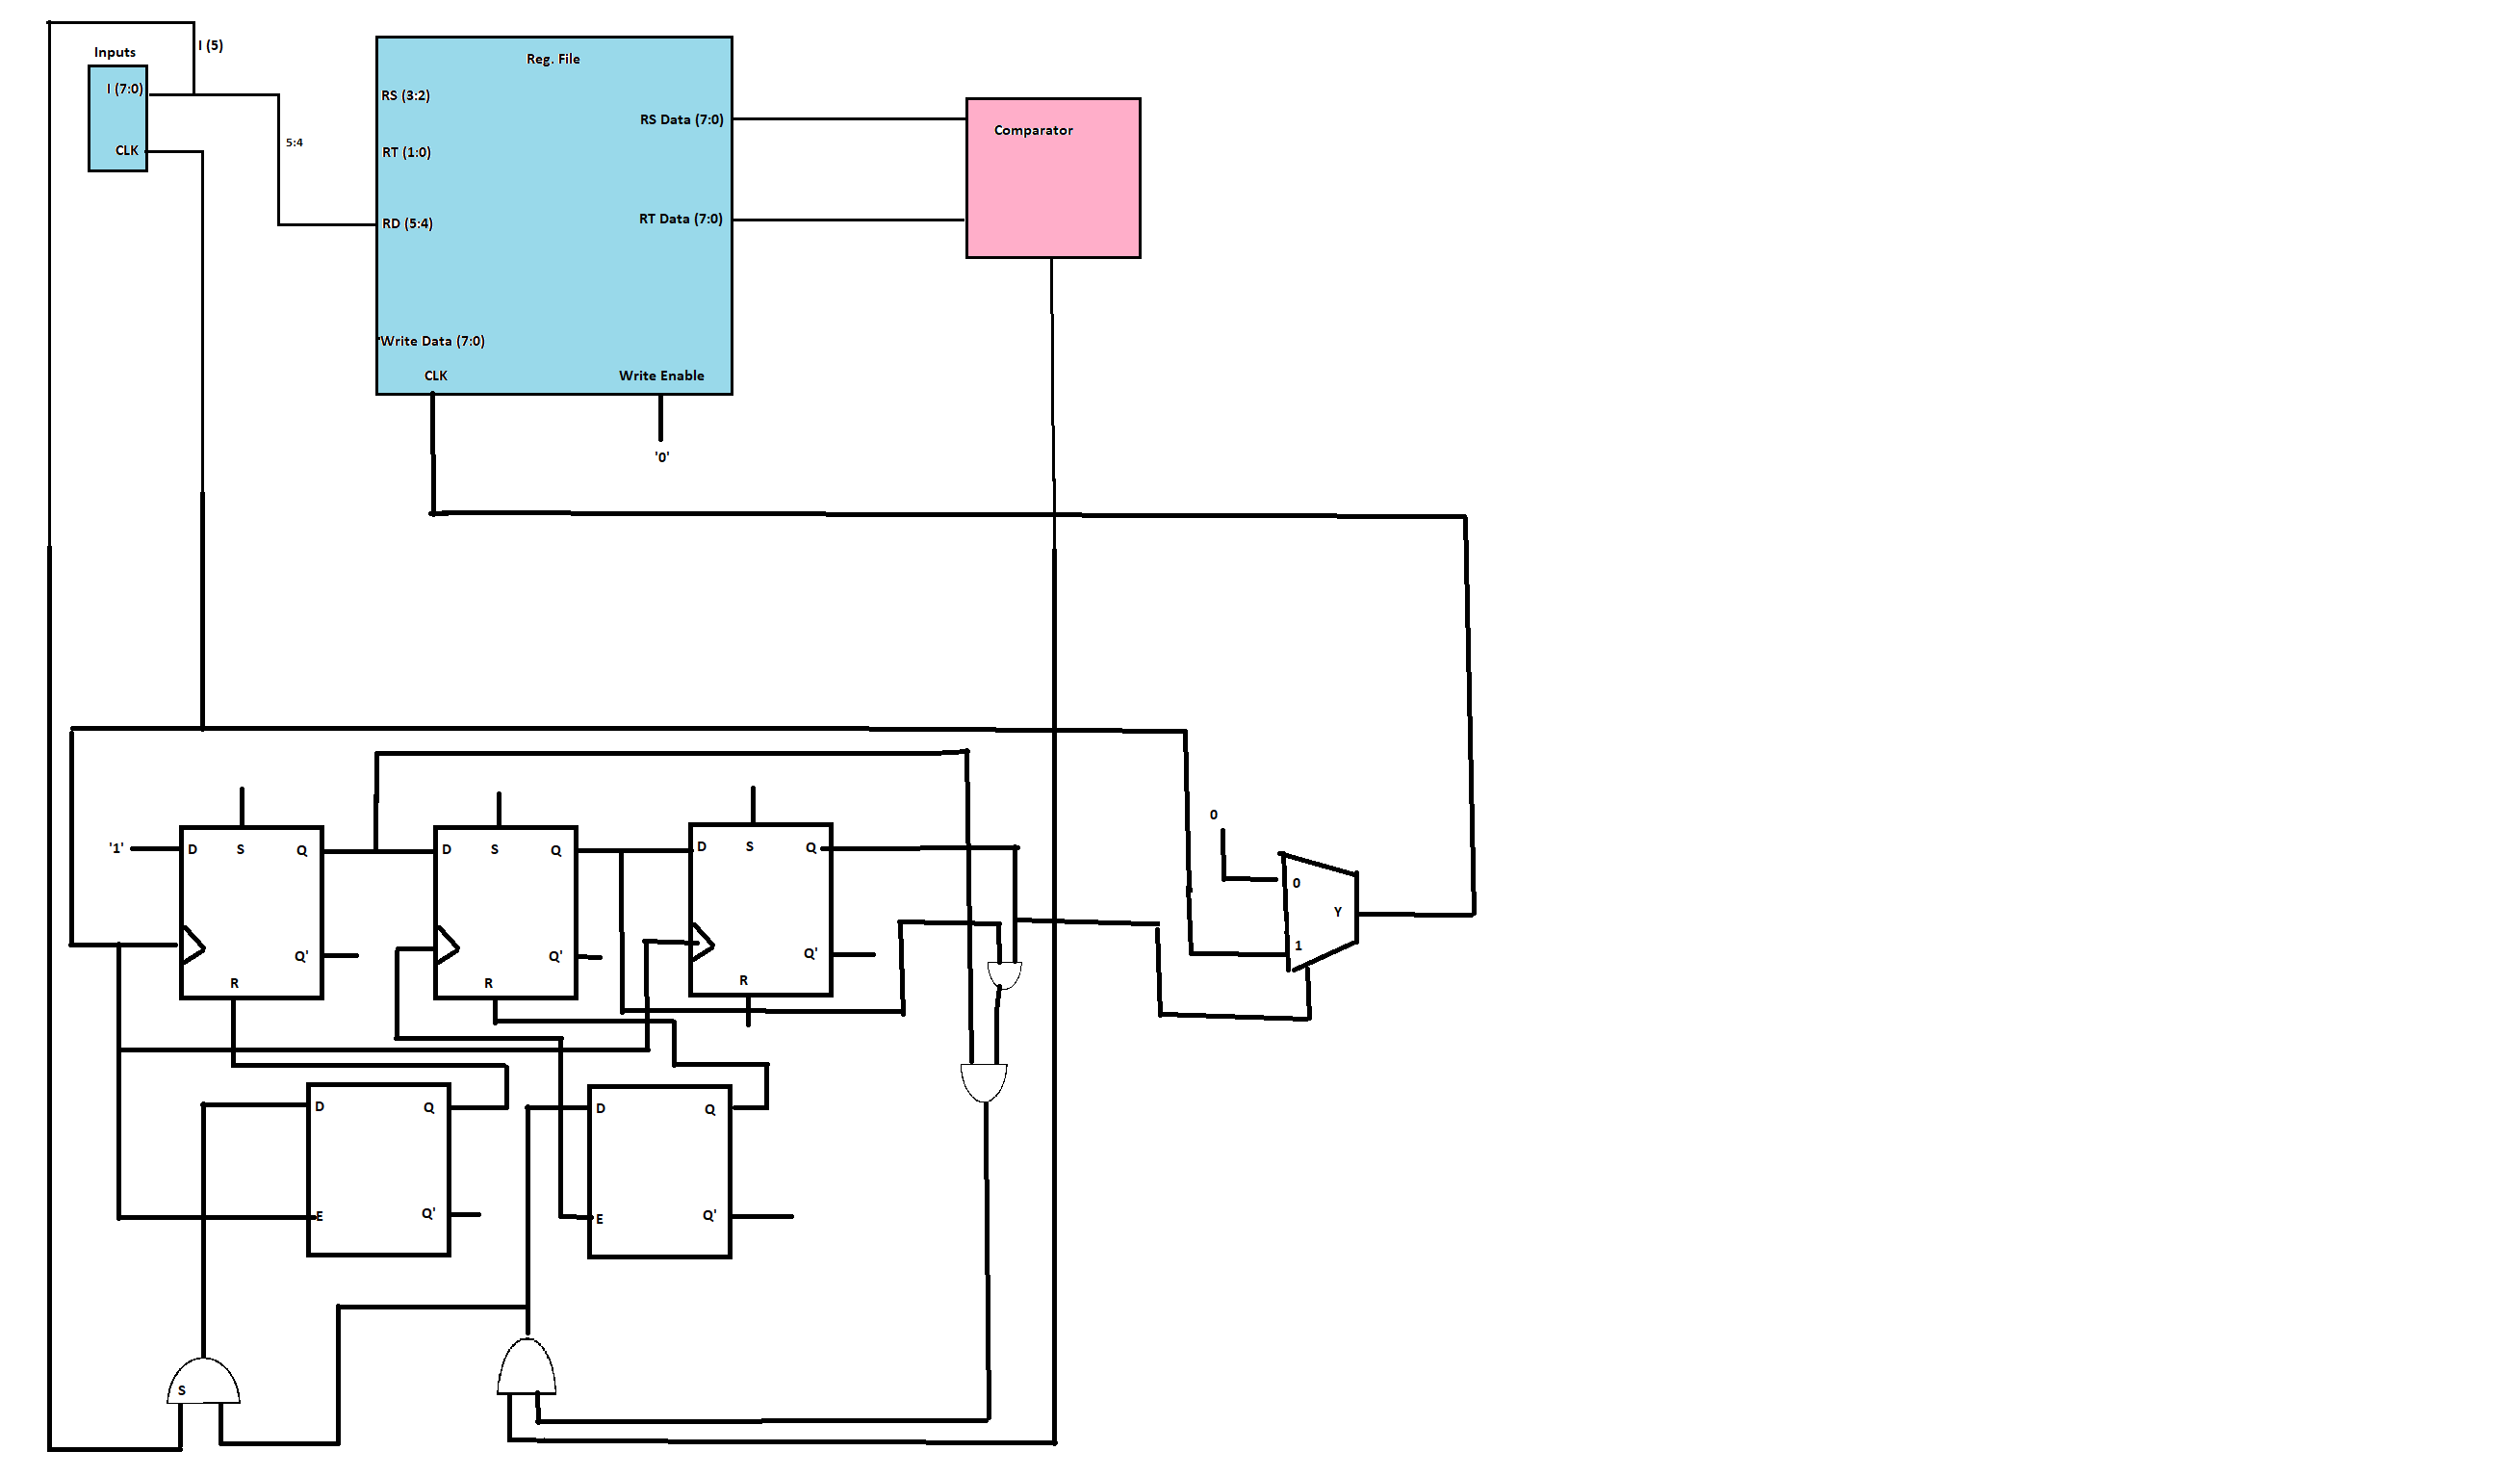 I (5)
Inputs
I (7:0)
CLK
5:4
Reg. File
RS (3:2)
RS Data (7:0)
RT (1:0)
RD (5:4)
RT Data (7:0)
Write Data (7:0)
CLK
Write Enable
'0'
Comparator
0
0
Y
1
'1'
D
S
Q
Q'
R
D
S
Q
Q'
R
D
S
Q
Q'
R
D
Q
E
Q'
D
Q
E
Q'
S